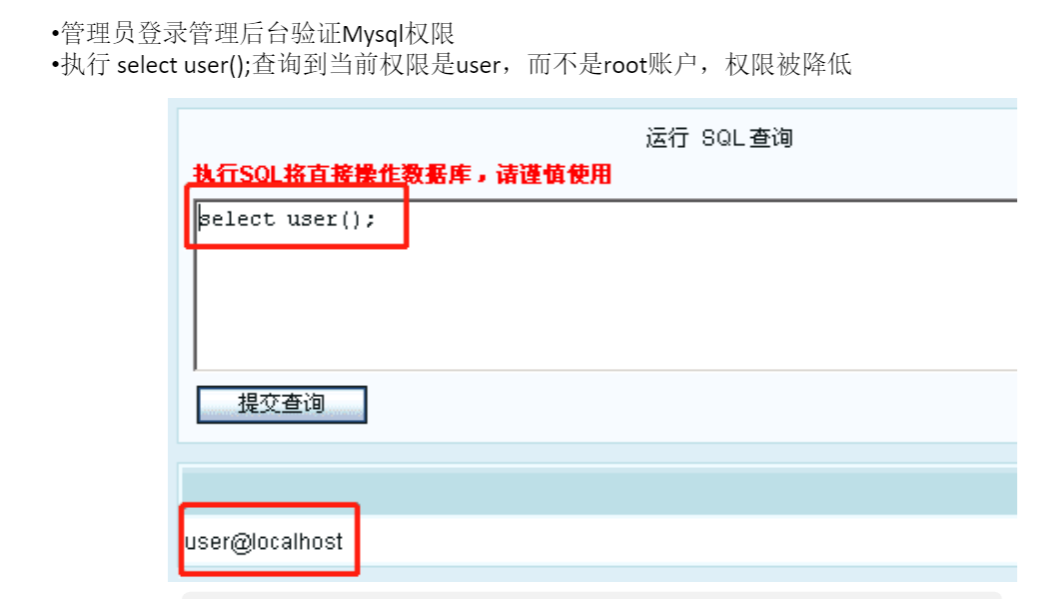 •管理员登录管理后台验证Mysql权限
•执行 select user();查询到当前权限是user，而不是root账户，权限被降低
运行 SQL查询
执行SQL将直接操作数据库，请谨慎使用
select user();
提交查询
user@localhost